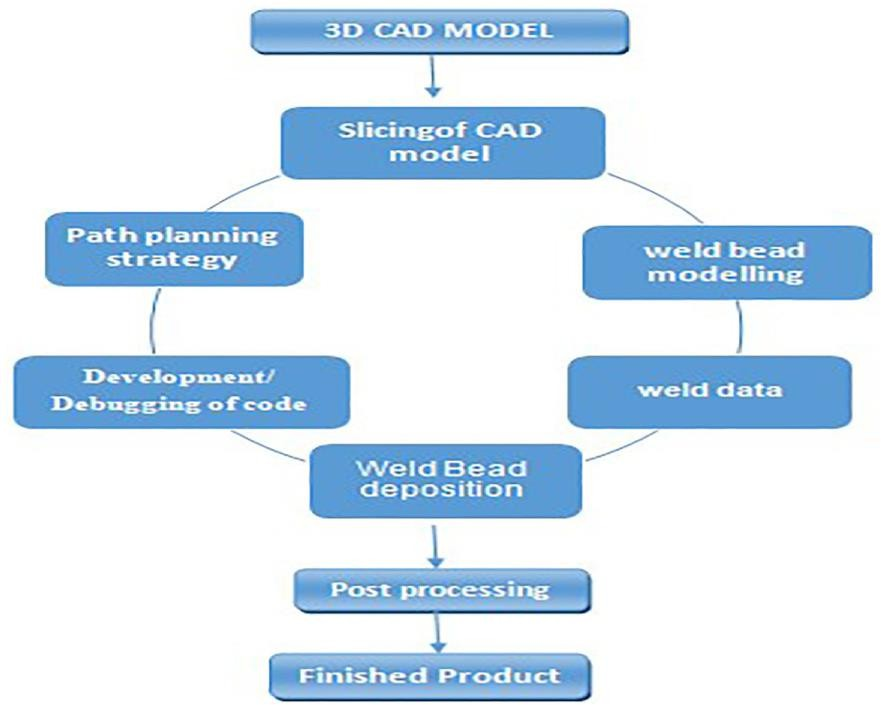 3D CAD MODEL
Slicingof CAD
model
Path planning
strategy
weld bead
modelling
Development/
Debugging of code
weld data
Weld Bead
deposition
Post processing
Finished Product